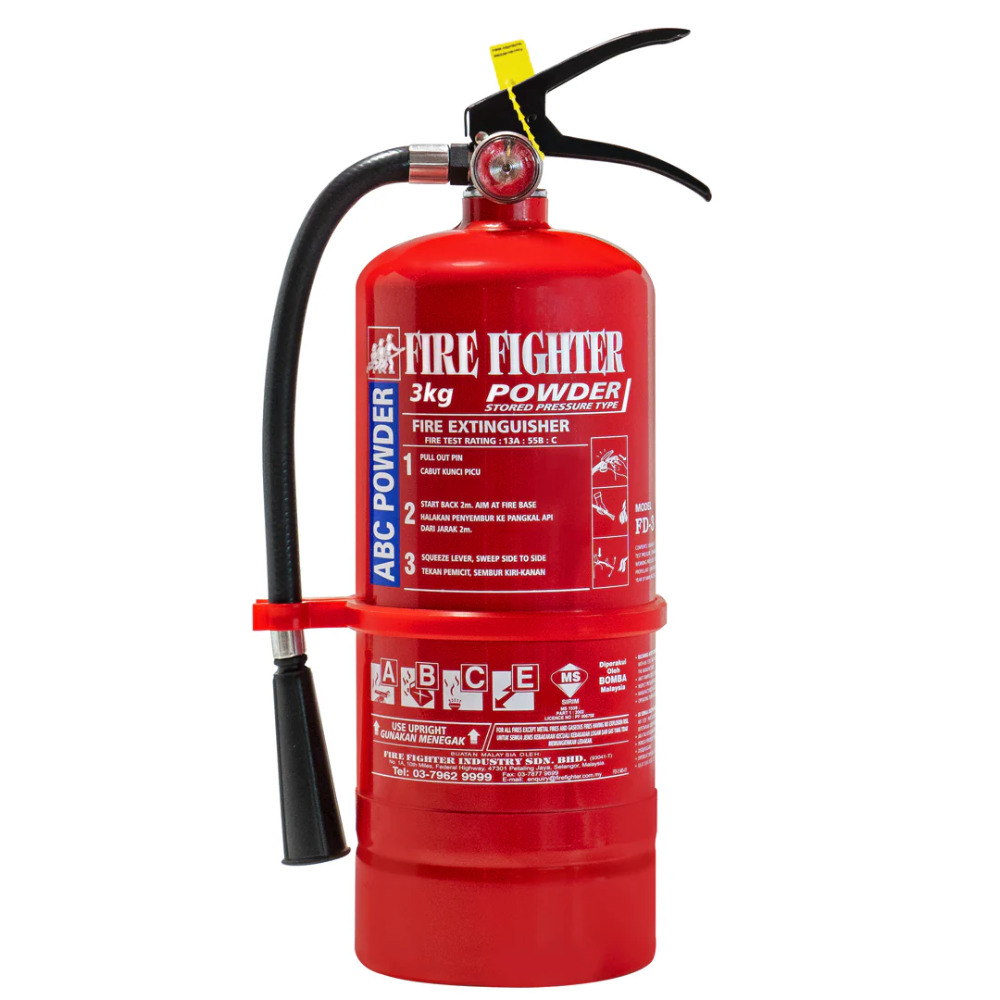 FIRE FIGHTER
3kg
POWDER
STORED PRESSURE TYPE
ABC POWDER
FIRE EXTINGUISHER
FIRE TEST RATING : 13A : 55B : C
1
PULL OUT PIN
CABUT KUNCI PICU
2
START BACK 2m. AIM AT FIRE BASE
HALAKAN PENYEMBUR KE PANGKAL API
DARI JARAK 2m.
3
SQUEEZE LEVER, SWEEP SIDE TO SIDE
TEKAN PEMICIT, SEMBUR KIRI-KANAN
MODEL
FD-3
A B C E
MS
SIRIM
MS 1539 :
PART 1 : 2002
LICENCE NO : PF 000702
Diperakui
Oleh
BOMBA
Malaysia
USE UPRIGHT
GUNAKAN MENEGAK
FOR ALL FIRES EXCEPT METAL FIRES AND GASEOUS FIRES HAVING NO EXPLOSION RISK.
UNTUK SEMUA JENIS KEBAKARAN KECUALI KEBAKARAN LOGAM DAN GAS YANG TIDAK
MEMUNGKINKAN LEDAKAN.
BUATAN MALAYSIA OLEH:
FIRE FIGHTER INDUSTRY SDN. BHD. (93041-T)
No. 1A, 10th Miles, Federal Highway, 47301 Petaling Jaya, Selangor, Malaysia.
Tel: 03-7962 9999
Fax: 03-7877 9699
E-mail: enquiry@firefighter.com.my